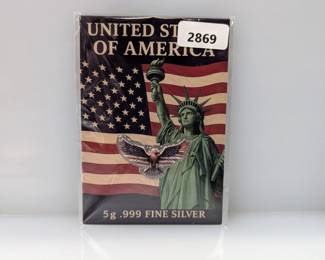 UNITED ST
OF AMERICA
2869
5g .999 FINE SILVER